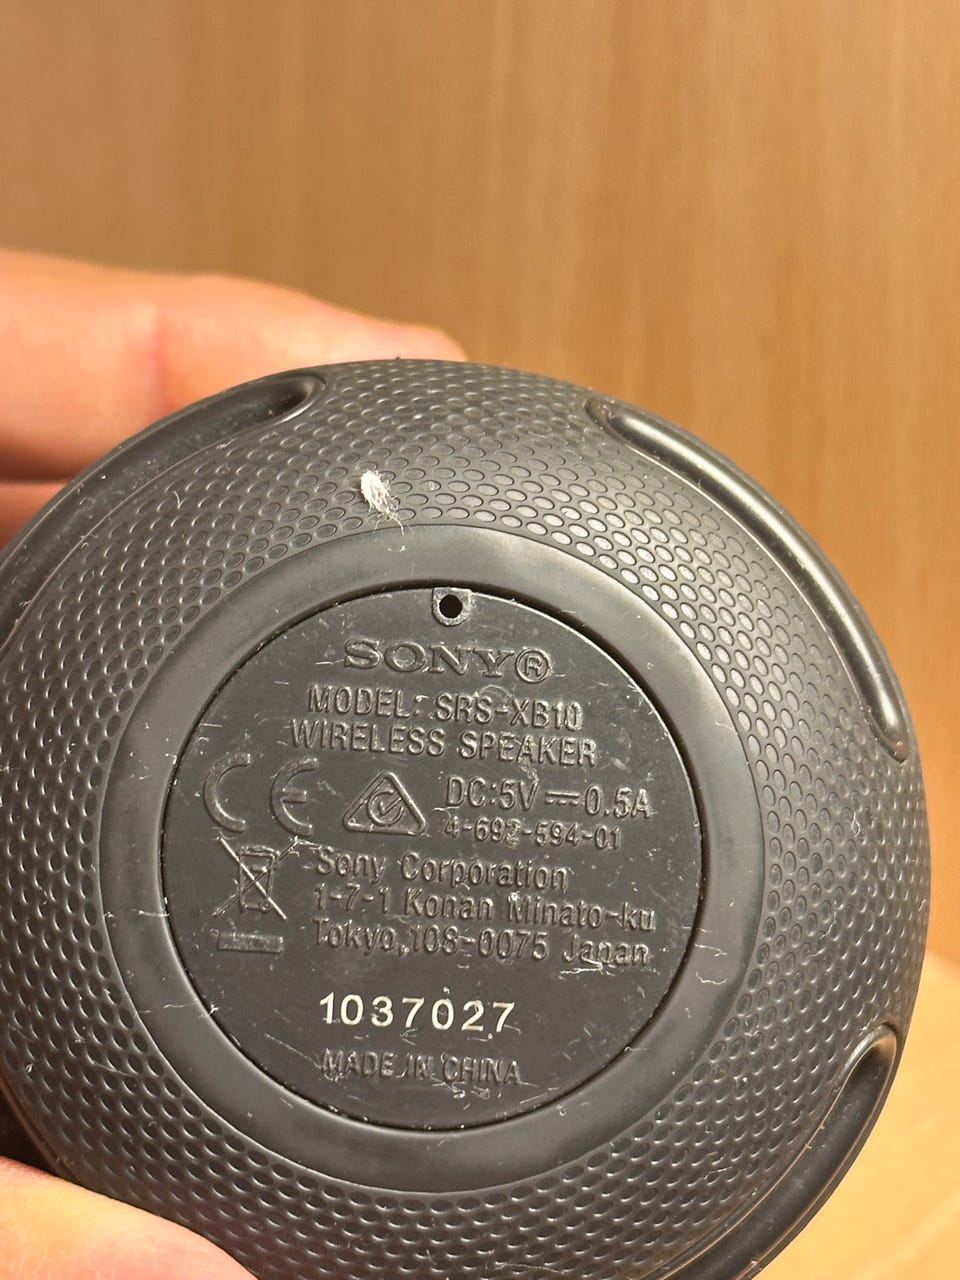 SONY®
MODEL: SRS-XB10
WIRELESS SPEAKER
CE
DC:5V ⎓ 0.5A
4-692-594-01
Sony Corporation
1-7-1 Konan Minato-ku
Tokyo,108-0075 Japan
1037027
MADE IN CHINA